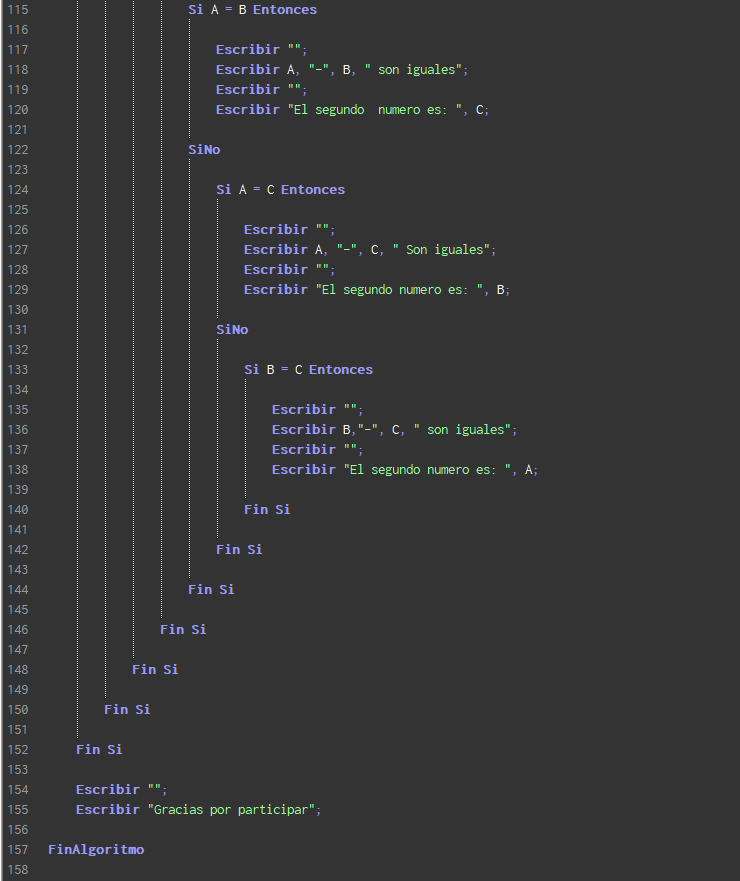 115 Si A = B Entonces
116
117 Escribir "";
118 Escribir A, "-", B, " son iguales";
119 Escribir "";
120 Escribir "El segundo  numero es: ", C;
121
122 SiNo
123
124 Si A = C Entonces
125
126 Escribir "";
127 Escribir A, "-", C, " Son iguales";
128 Escribir "";
129 Escribir "El segundo numero es: ", B;
130
131 SiNo
132
133 Si B = C Entonces
134
135 Escribir "";
136 Escribir B,"-", C, " son iguales";
137 Escribir "";
138 Escribir "El segundo numero es: ", A;
139
140 Fin Si
141
142 Fin Si
143
144 Fin Si
145
146 Fin Si
147
148 Fin Si
149
150 Fin Si
151
152 Fin Si
153
154 Escribir "";
155 Escribir "Gracias por participar";
156
157 FinAlgoritmo
158